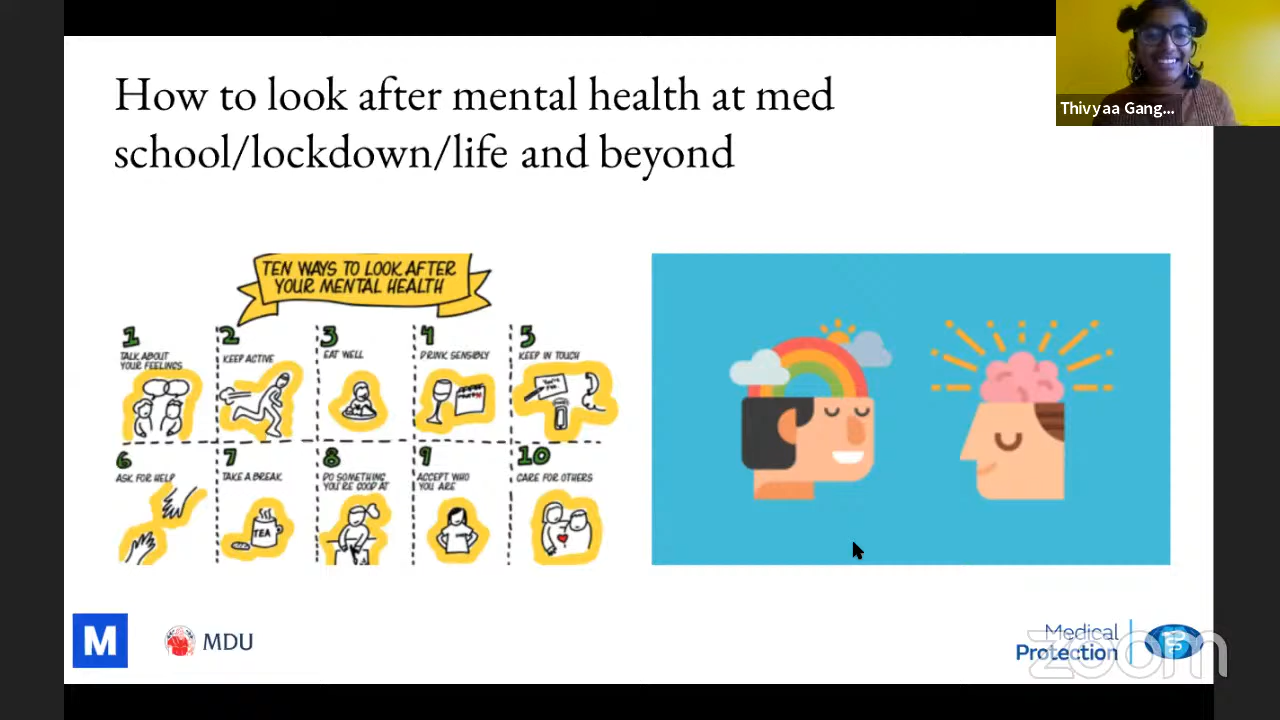 How to look after mental health at med
school/lockdown/life and beyond
Thivyaa Gang...
TEN WAYS TO LOOK AFTER
YOUR MENTAL HEALTH
1
TALK ABOUT
YOUR FEELINGS
2
KEEP ACTIVE
3
EAT WELL
4
DRINK SENSIBLY
5
KEEP IN TOUCH
6
ASK FOR HELP
7
TAKE A BREAK
TEA
8
DO SOMETHING
YOU'RE GOOD AT
9
ACCEPT WHO
YOU ARE
10
CARE FOR OTHERS
M
MDU
Medical
Protection
zoom